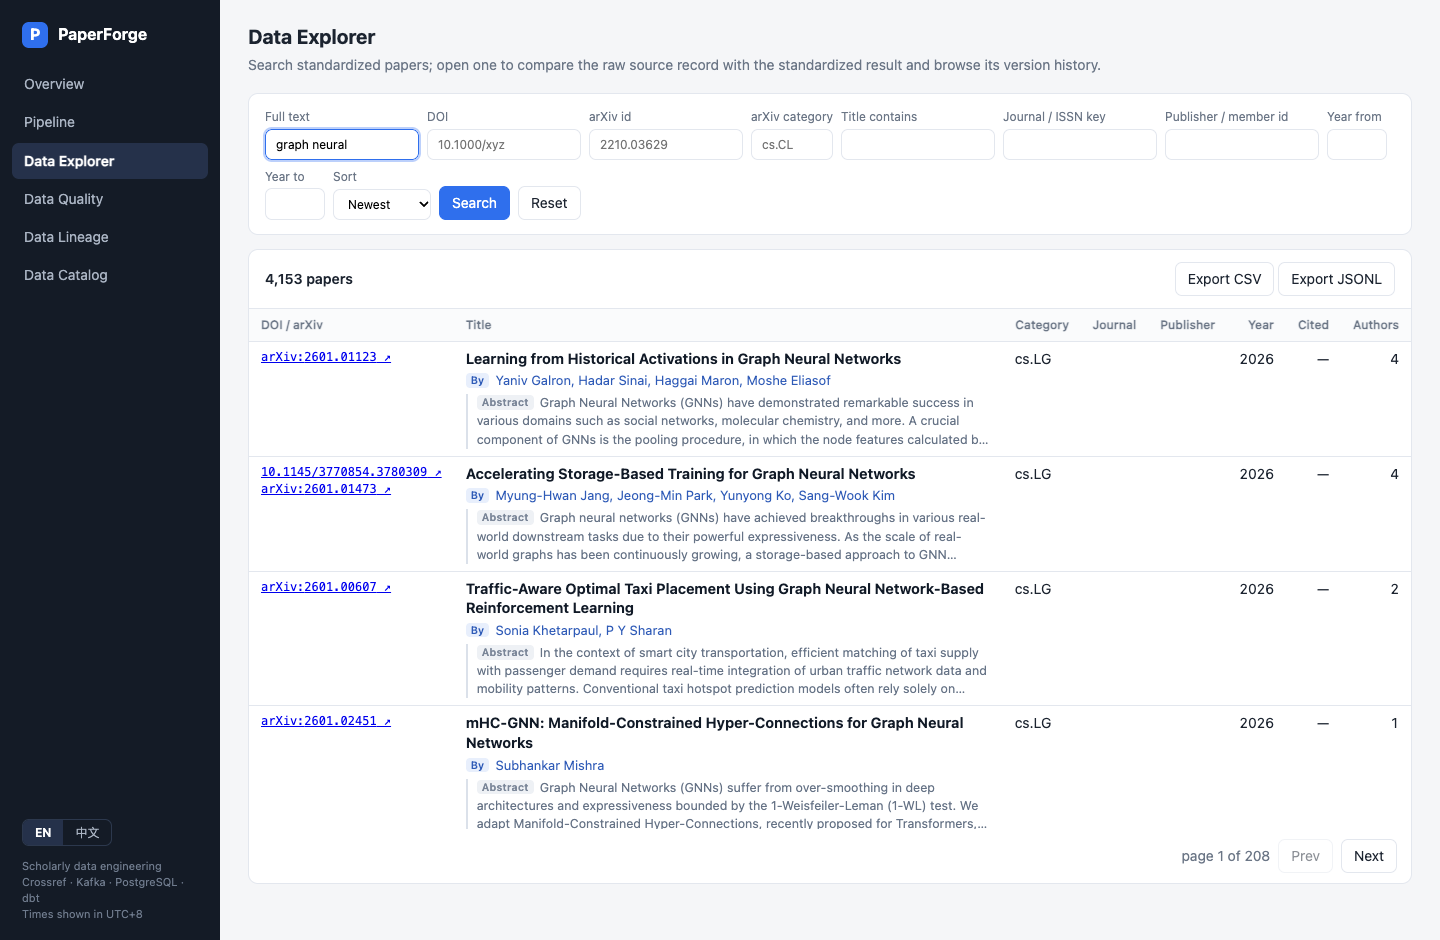 P PaperForge
Overview
Pipeline
Data Explorer
Data Quality
Data Lineage
Data Catalog
EN 中文
Scholarly data engineering
Crossref · Kafka · PostgreSQL ·
dbt
Times shown in UTC+8
Data Explorer
Search standardized papers; open one to compare the raw source record with the standardized result and browse its version history.
Full text DOI arXiv id arXiv category Title contains Journal / ISSN key Publisher / member id Year from
graph neural 10.1000/xyz 2210.03629 cs.CL
Year to Sort
Newest Search Reset
4,153 papers Export CSV Export JSONL
DOI / arXiv Title Category Journal Publisher Year Cited Authors
arXiv:2601.01123 ↗ Learning from Historical Activations in Graph Neural Networks cs.LG 2026 — 4
By Yaniv Galron, Hadar Sinai, Haggai Maron, Moshe Eliasof
Abstract Graph Neural Networks (GNNs) have demonstrated remarkable success in
various domains such as social networks, molecular chemistry, and more. A crucial
component of GNNs is the pooling procedure, in which the node features calculated b...
10.1145/3770854.3780309 ↗ Accelerating Storage-Based Training for Graph Neural Networks cs.LG 2026 — 4
arXiv:2601.01473 ↗ By Myung-Hwan Jang, Jeong-Min Park, Yunyong Ko, Sang-Wook Kim
Abstract Graph neural networks (GNNs) have achieved breakthroughs in various real-
world downstream tasks due to their powerful expressiveness. As the scale of real-
world graphs has been continuously growing, a storage-based approach to GNN...
arXiv:2601.00607 ↗ Traffic-Aware Optimal Taxi Placement Using Graph Neural Network-Based cs.LG 2026 — 2
Reinforcement Learning
By Sonia Khetarpaul, P Y Sharan
Abstract In the context of smart city transportation, efficient matching of taxi supply
with passenger demand requires real-time integration of urban traffic network data and
mobility patterns. Conventional taxi hotspot prediction models often rely solely on...
arXiv:2601.02451 ↗ mHC-GNN: Manifold-Constrained Hyper-Connections for Graph Neural cs.LG 2026 — 1
Networks
By Subhankar Mishra
Abstract Graph Neural Networks (GNNs) suffer from over-smoothing in deep
architectures and expressiveness bounded by the 1-Weisfeiler-Leman (1-WL) test. We
adapt Manifold-Constrained Hyper-Connections, recently proposed for Transformers,...
page 1 of 208 Prev Next